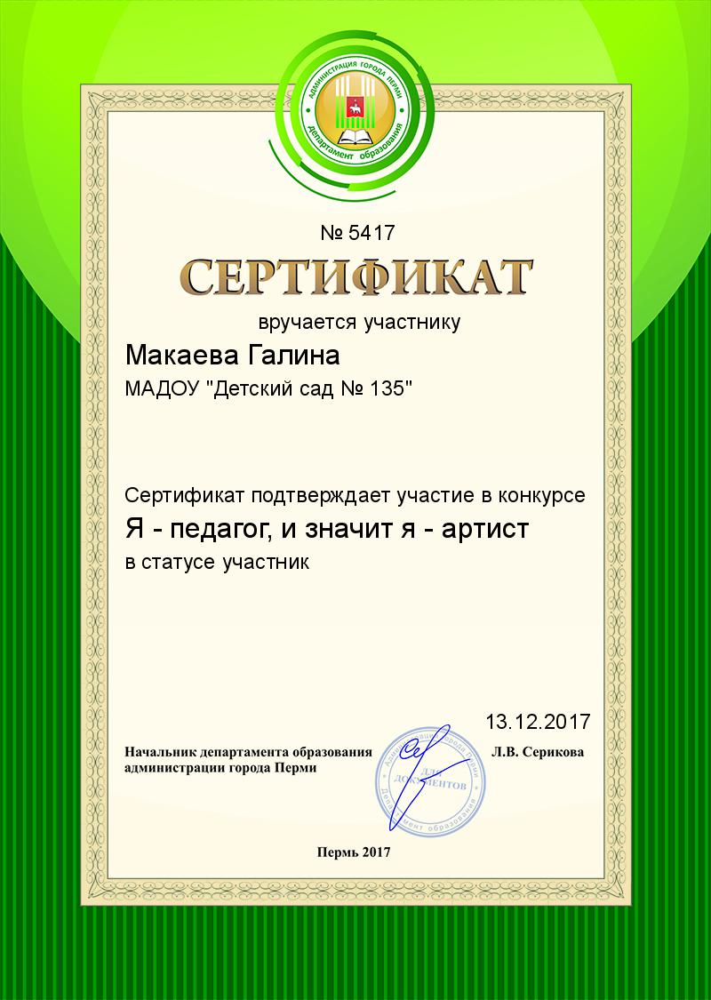 АДМИНИСТРАЦИЯ ГОРОДА ПЕРМИ
департамент образования
№ 5417
СЕРТИФИКАТ
вручается участнику
Макаева Галина
МАДОУ "Детский сад № 135"
Сертификат подтверждает участие в конкурсе
Я - педагог, и значит я - артист
в статусе участник
13.12.2017
Начальник департамента образования
администрации города Перми
Л.В. Серикова
Администрация города Перми
ДЛЯ
ДОКУМЕНТОВ
Департамент образования
Пермь 2017